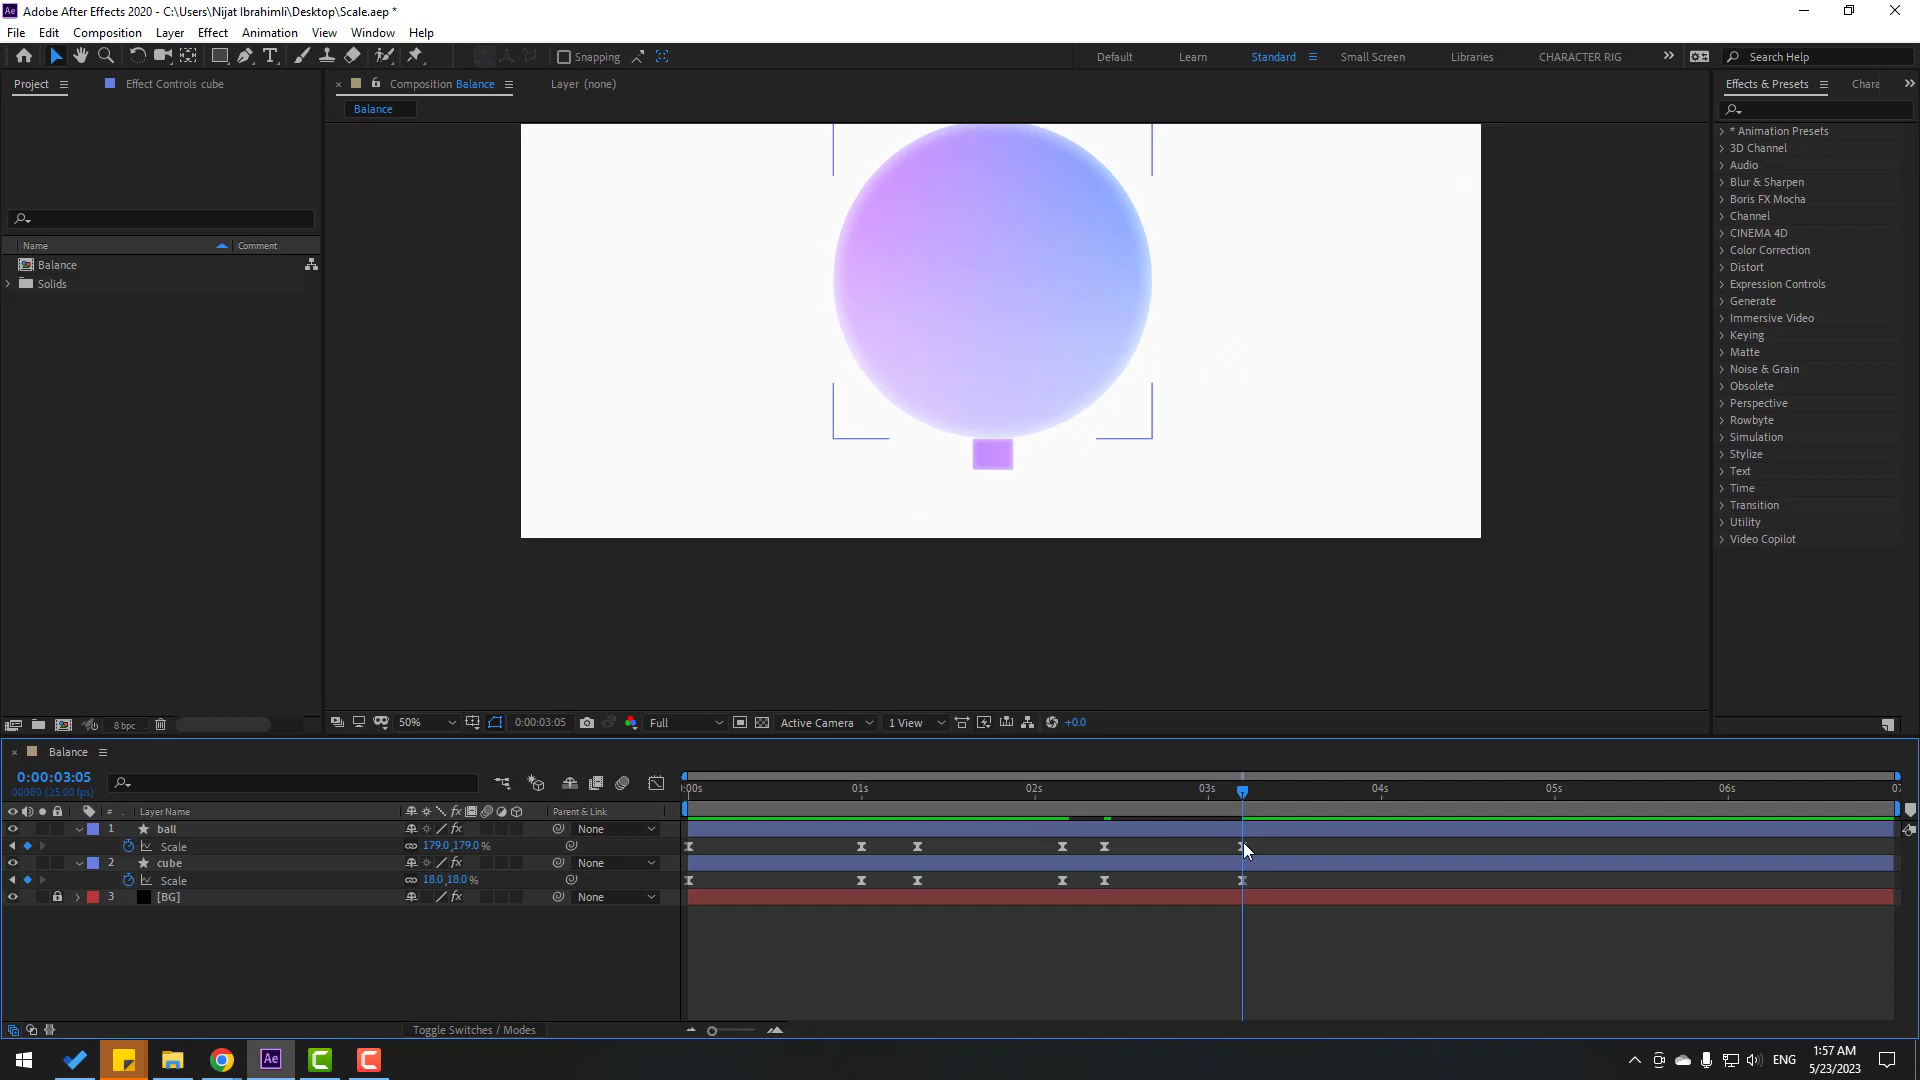 Adobe After Effects 2020 - C:\Users\Nijat Ibrahimli\Desktop\Scale.aep *
File Edit Composition Layer Effect Animation View Window Help
Snapping Default Learn Standard Small Screen Libraries CHARACTER RIG Search Help
Project Effect Controls cube
Composition Balance Layer (none)
Effects & Presets Chara
Balance
* Animation Presets
3D Channel
Audio
Blur & Sharpen
Boris FX Mocha
Channel
CINEMA 4D
Color Correction
Distort
Expression Controls
Generate
Immersive Video
Keying
Matte
Noise & Grain
Obsolete
Perspective
Rowbyte
Simulation
Stylize
Text
Time
Transition
Utility
Video Copilot
Name Comment
Balance
Solids
8 bpc
50% 0:00:03:05 Full Active Camera 1 View +0.0
Balance
0:00:03:05
00080 (25.00 fps)
:00s 01s 02s 03s 04s 05s 06s 07
# . Layer Name Parent & Link
1 ball None
Scale 179.0,179.0 %
2 cube None
Scale 18.0,18.0 %
3 [BG] None
Toggle Switches / Modes
Ae ENG 1:57 AM
5/23/2023